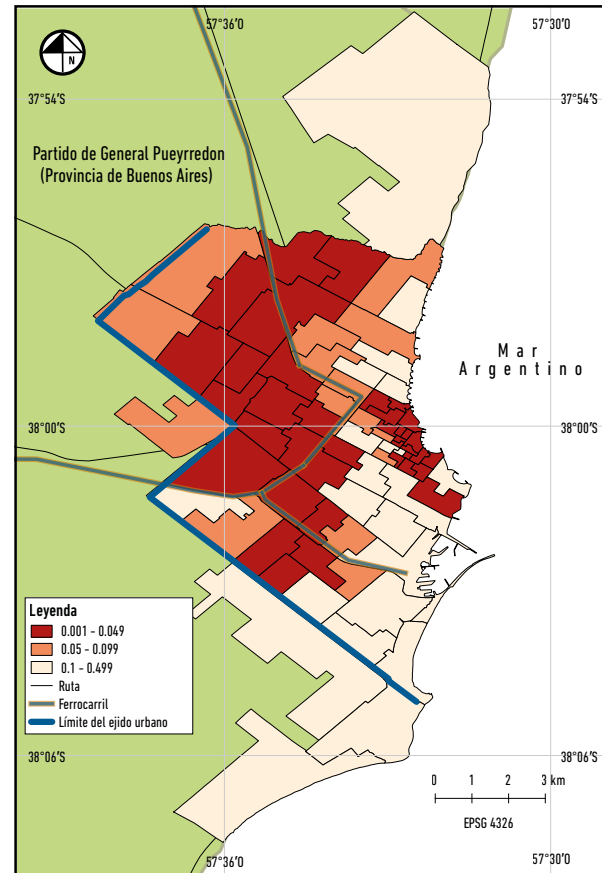 57°36′O
57°30′O
N
37°54′S
Partido de General Pueyrredon
(Provincia de Buenos Aires)
Mar
Argentino
38°00′S
38°00′S
Leyenda
0.001 - 0.049
0.05 - 0.099
0.1 - 0.499
Ruta
Ferrocarril
Límite del ejido urbano
38°06′S
38°06′S
0 1 2 3 km
EPSG 4326
57°36′O
57°30′O